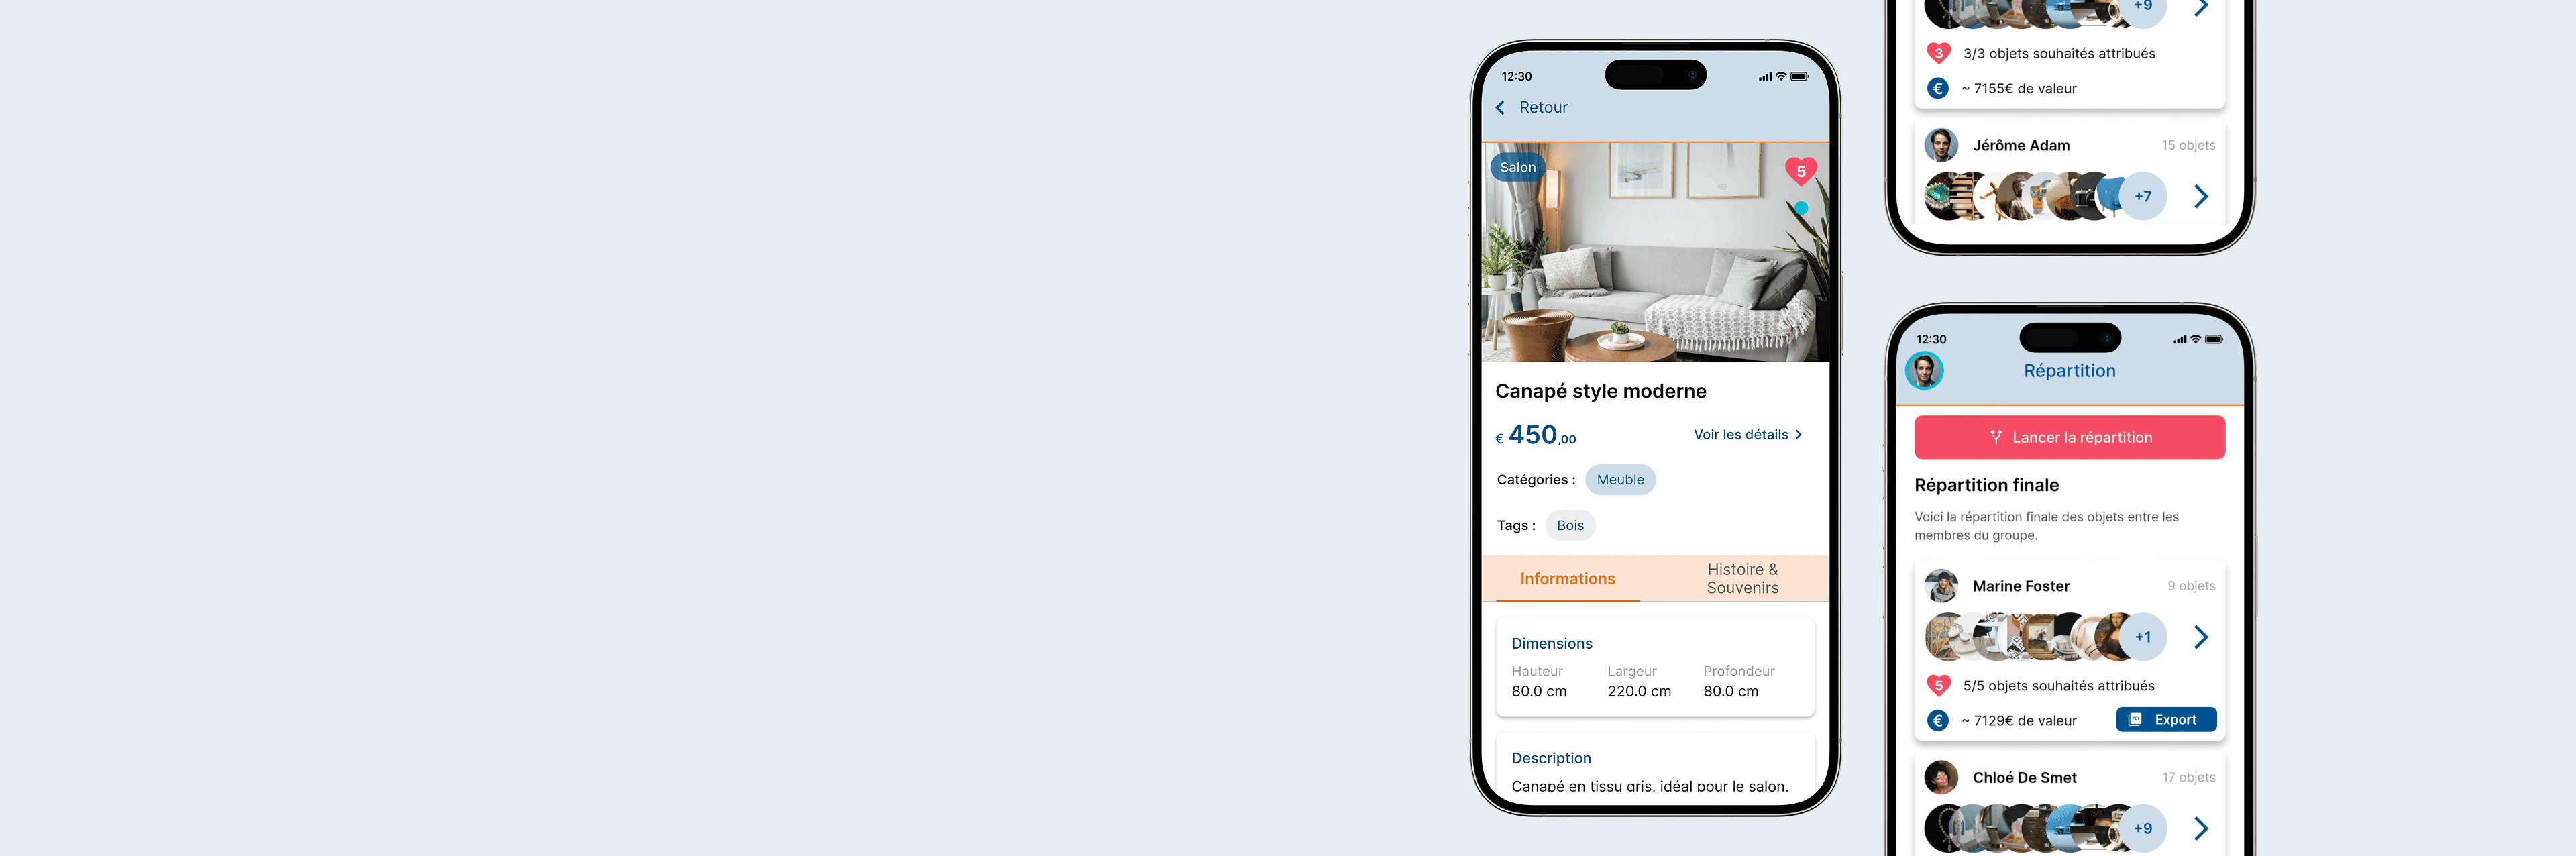 12:30
Retour
Salon
5
Canapé style moderne
€ 450,00
Voir les détails
Catégories :
Meuble
Tags :
Bois
Informations
Histoire &
Souvenirs
Dimensions
Hauteur
Largeur
Profondeur
80.0 cm
220.0 cm
80.0 cm
Description
Canapé en tissu gris, idéal pour le salon.
+9
3
3/3 objets souhaités attribués
€
~ 7155€ de valeur
Jérôme Adam
15 objets
+7
12:30
Répartition
Lancer la répartition
Répartition finale
Voici la répartition finale des objets entre les
membres du groupe.
Marine Foster
9 objets
+1
5
5/5 objets souhaités attribués
€
~ 7129€ de valeur
PDF
Export
Chloé De Smet
17 objets
+9